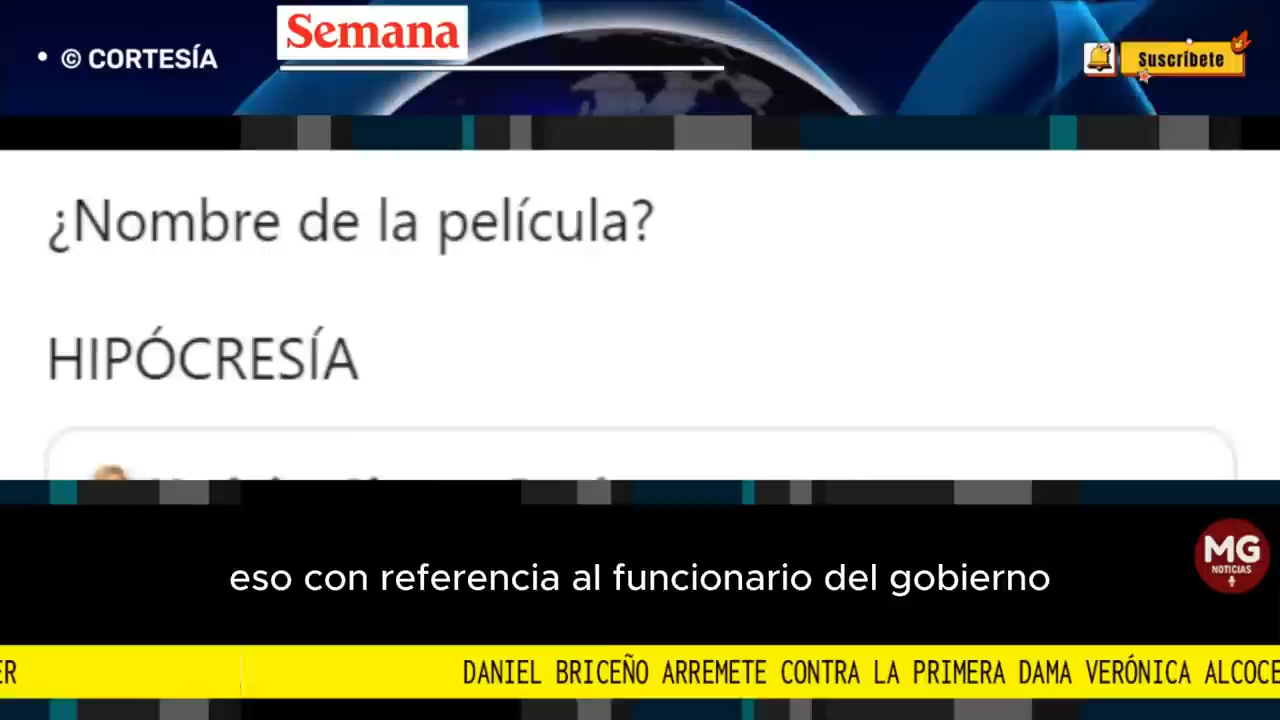 • © CORTESÍA
Semana
Suscríbete
¿Nombre de la película?
HIPÓCRESÍA
eso con referencia al funcionario del gobierno
MG
NOTICIAS
ER
DANIEL BRICEÑO ARREMETE CONTRA LA PRIMERA DAMA VERÓNICA ALCOCE